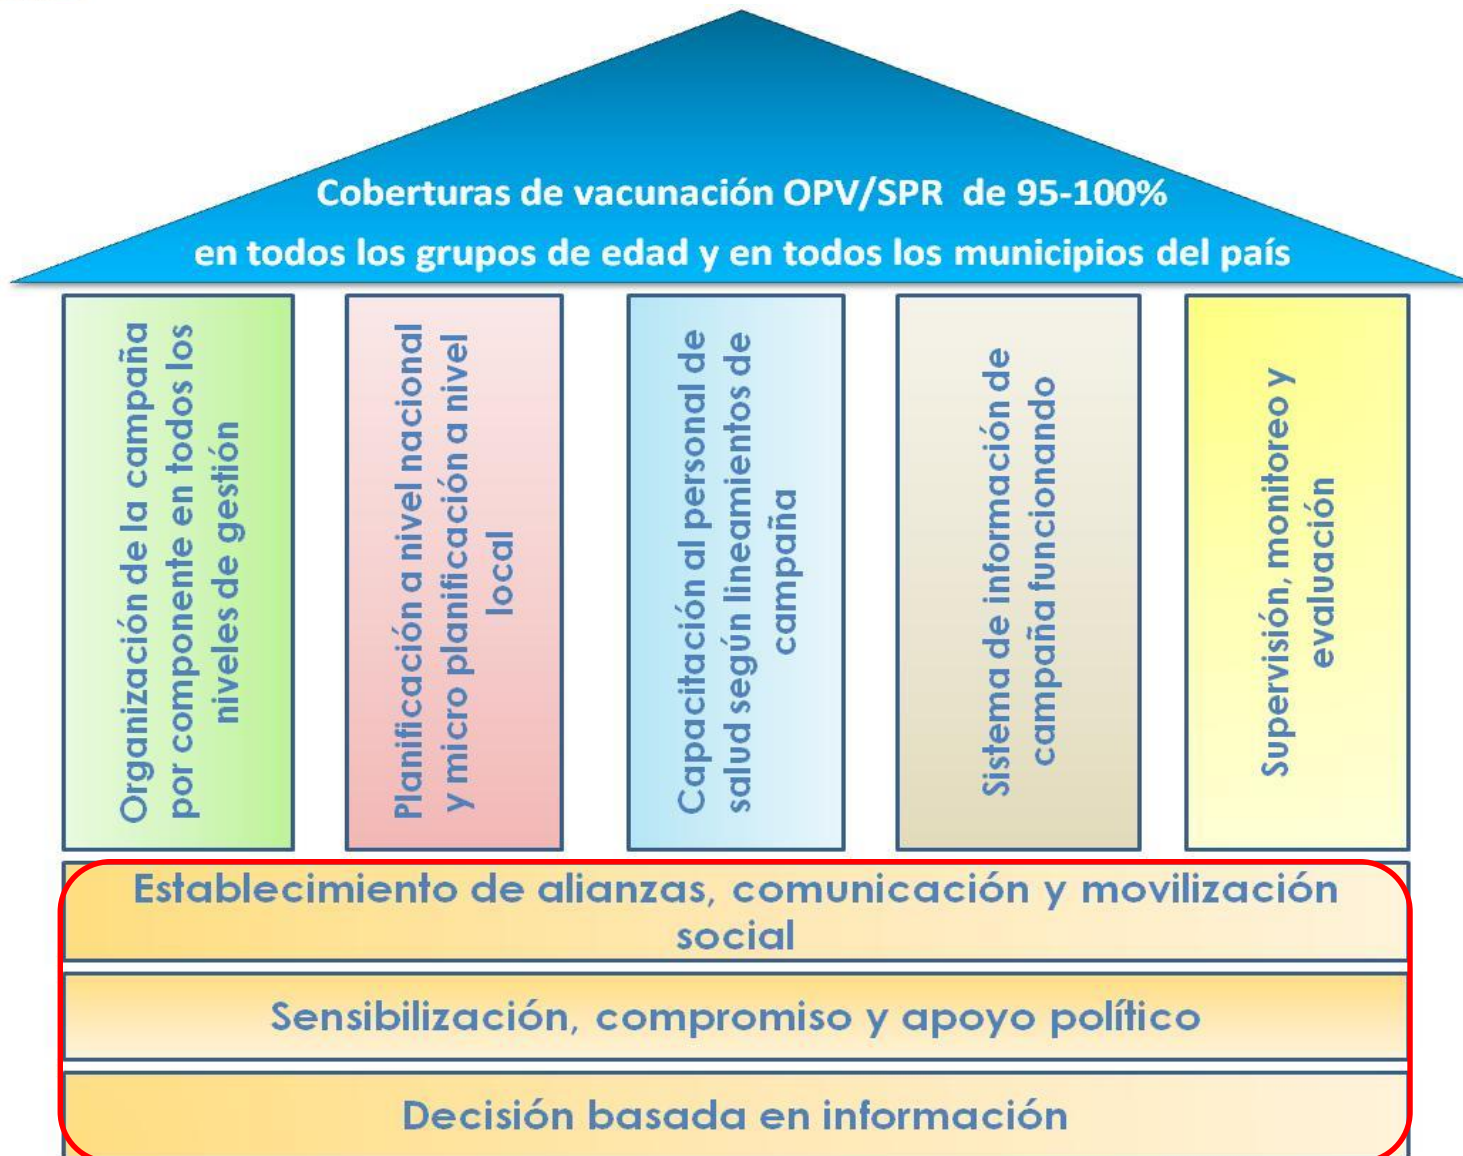 Coberturas de vacunación OPV/SPR de 95-100%
en todos los grupos de edad y en todos los municipios del país
Organización de la campaña
por componente en todos los
niveles de gestión
Planificación a nivel nacional
y micro planificación a nivel
local
Capacitación al personal de
salud según lineamientos de
campaña
Sistema de información de
campaña funcionando
Supervisión, monitoreo y
evaluación
Establecimiento de alianzas, comunicación y movilización
social
Sensibilización, compromiso y apoyo político
Decisión basada en información